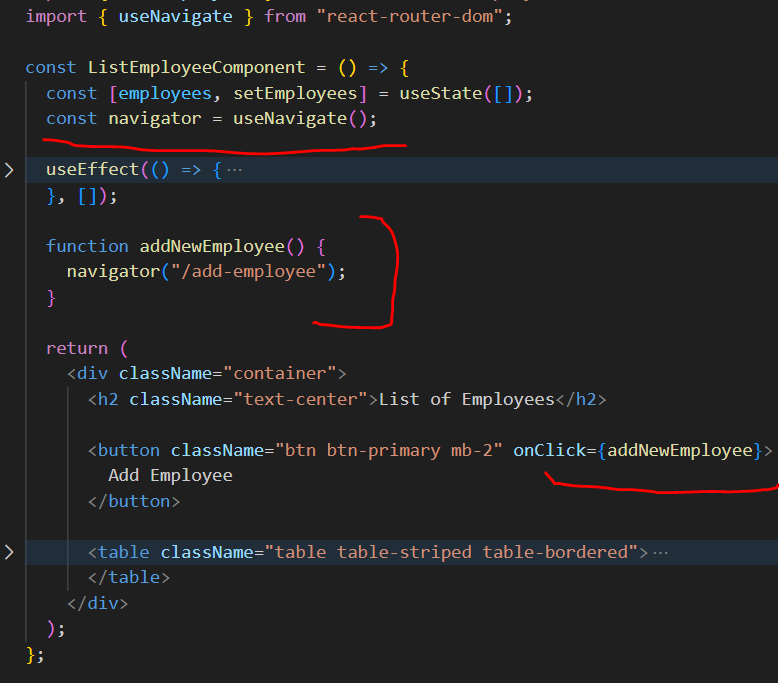 import { useNavigate } from "react-router-dom";
const ListEmployeeComponent = () => {
const [employees, setEmployees] = useState([]);
const navigator = useNavigate();
useEffect(() => { ···
}, []);
function addNewEmployee() {
navigator("/add-employee");
}
return (
<div className="container">
<h2 className="text-center">List of Employees</h2>
<button className="btn btn-primary mb-2" onClick={addNewEmployee}>
Add Employee
</button>
<table className="table table-striped table-bordered">···
</table>
</div>
);
};